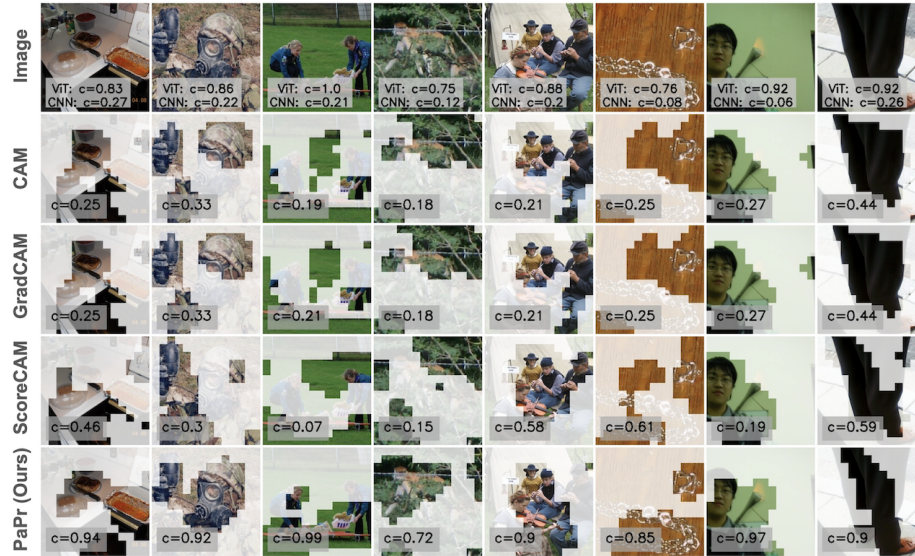 Image
ViT: c=0.83
CNN: c=0.27
ViT: c=0.86
CNN: c=0.22
ViT: c=1.0
CNN: c=0.21
ViT: c=0.75
CNN: c=0.12
ViT: c=0.88
CNN: c=0.2
ViT: c=0.76
CNN: c=0.08
ViT: c=0.92
CNN: c=0.06
ViT: c=0.92
CNN: c=0.26
CAM
c=0.25
c=0.33
c=0.19
c=0.18
c=0.21
c=0.25
c=0.27
c=0.44
GradCAM
c=0.25
c=0.33
c=0.21
c=0.18
c=0.21
c=0.25
c=0.27
c=0.44
ScoreCAM
c=0.46
c=0.3
c=0.07
c=0.15
c=0.58
c=0.61
c=0.19
c=0.59
PaPr (Ours)
c=0.94
c=0.92
c=0.99
c=0.72
c=0.9
c=0.85
c=0.97
c=0.9